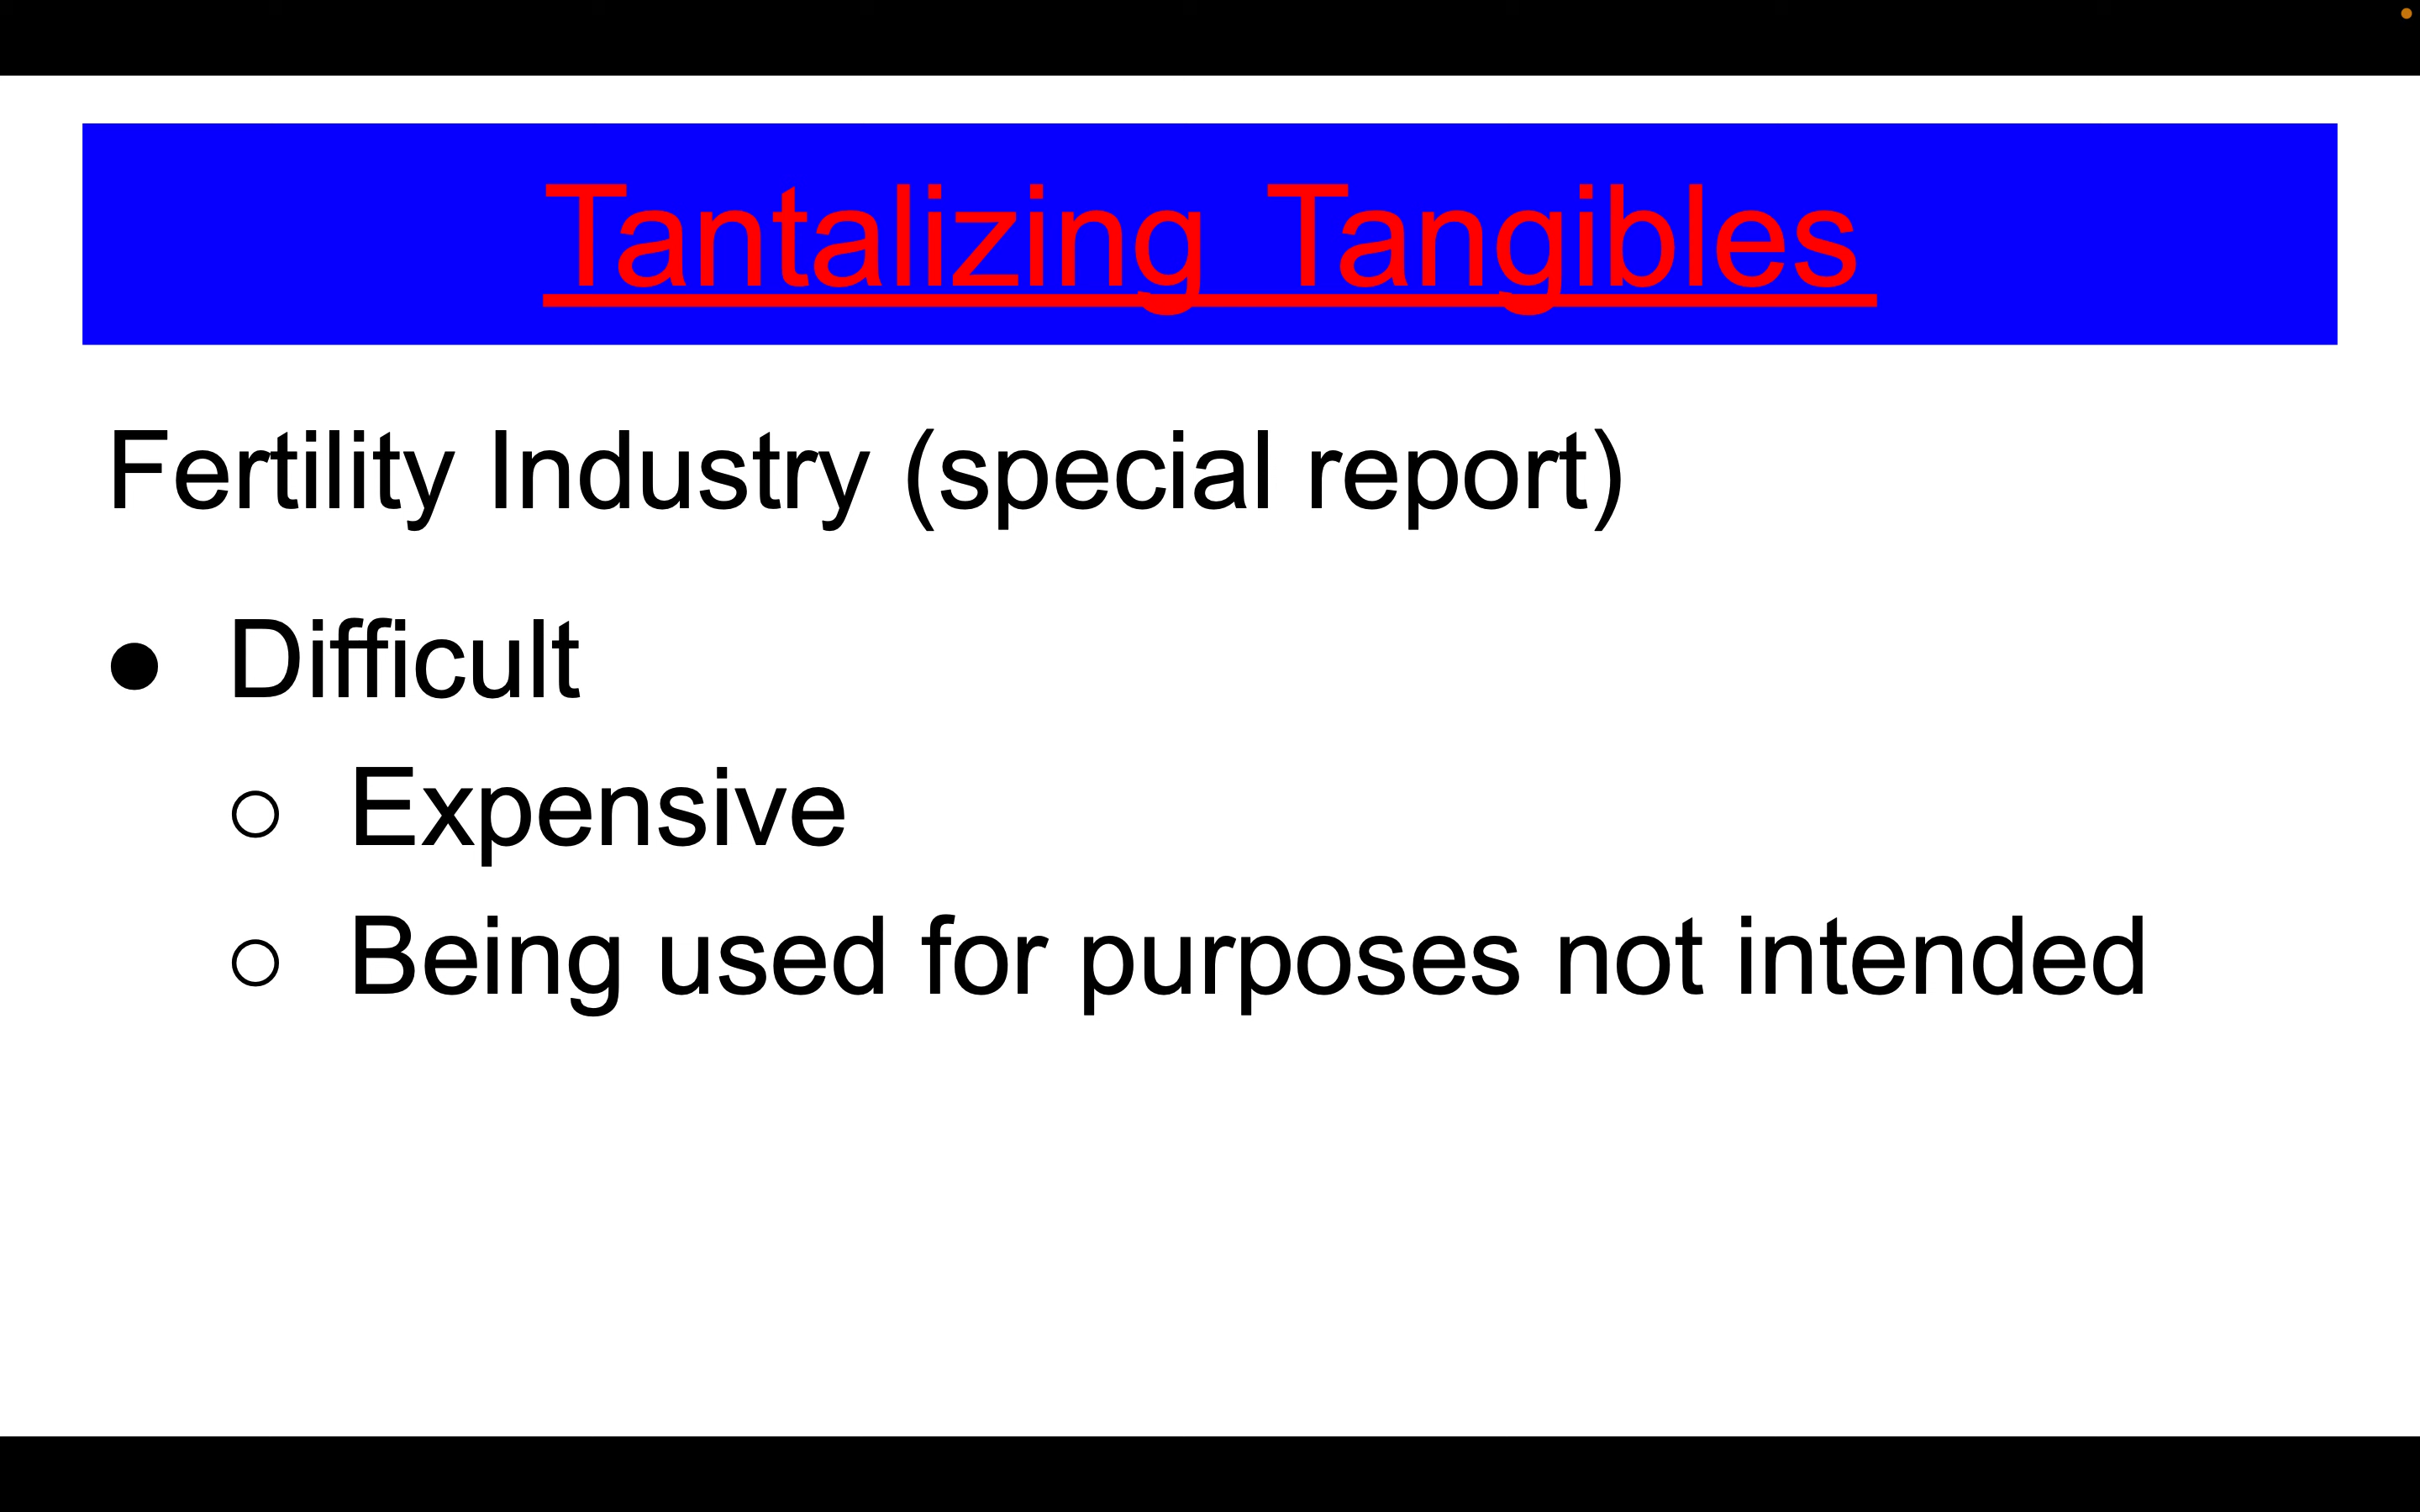 Tantalizing  Tangibles
Fertility Industry (special report)
● Difficult
○ Expensive
○ Being used for purposes not intended